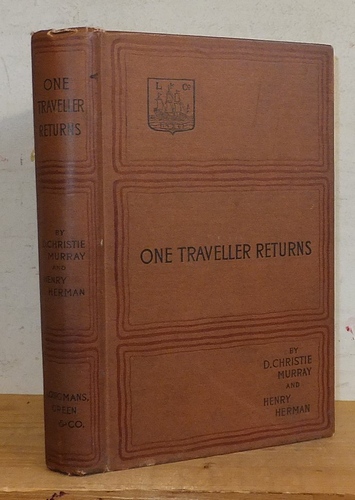 ONE
TRAVELLER
RETURNS
BY
D.CHRISTIE
MURRAY
AND
HENRY
HERMAN
LONGMANS,
GREEN
& CO.
L Co
ONE TRAVELLER RETURNS
BY
D. CHRISTIE
MURRAY
AND
HENRY
HERMAN